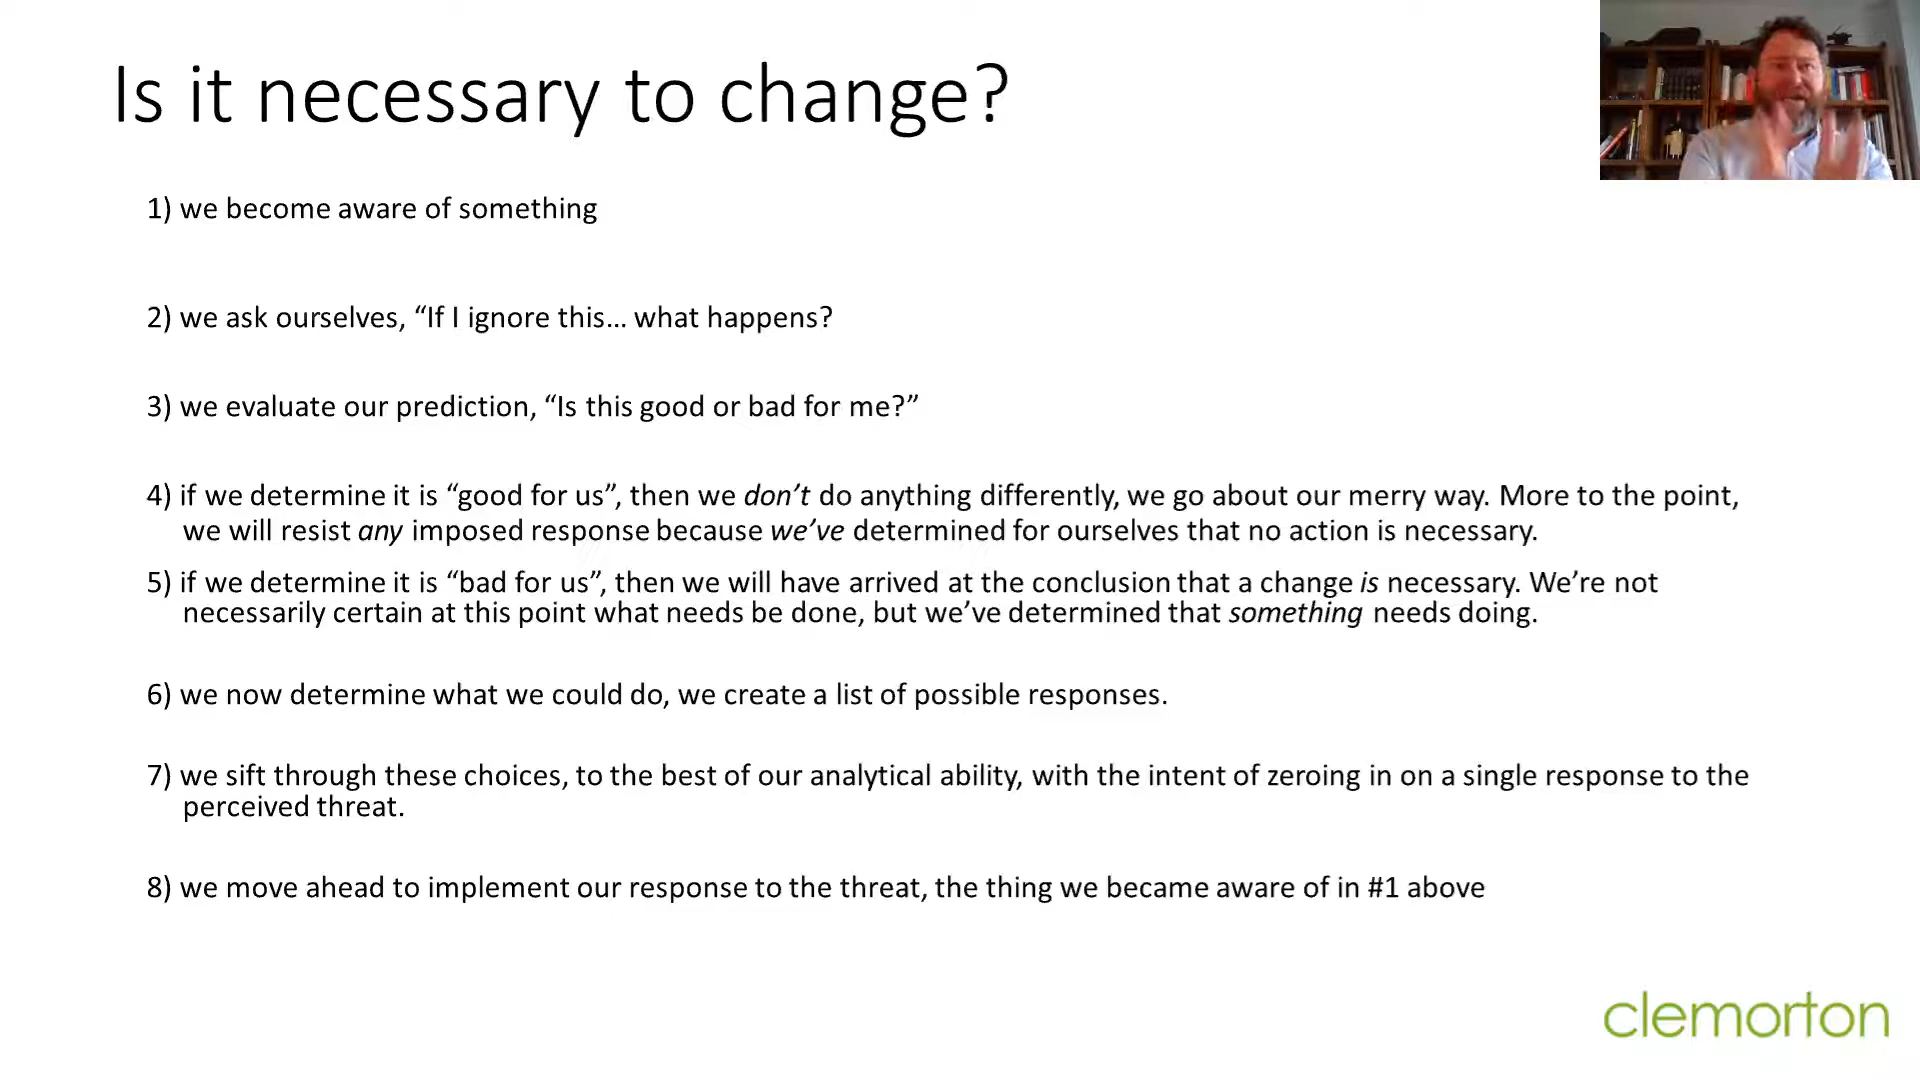 Is it necessary to change?
1) we become aware of something
2) we ask ourselves, “If I ignore this… what happens?
3) we evaluate our prediction, “Is this good or bad for me?”
4) if we determine it is “good for us”, then we don’t do anything differently, we go about our merry way. More to the point,
we will resist any imposed response because we’ve determined for ourselves that no action is necessary.
5) if we determine it is “bad for us”, then we will have arrived at the conclusion that a change is necessary. We’re not
necessarily certain at this point what needs be done, but we’ve determined that something needs doing.
6) we now determine what we could do, we create a list of possible responses.
7) we sift through these choices, to the best of our analytical ability, with the intent of zeroing in on a single response to the
perceived threat.
8) we move ahead to implement our response to the threat, the thing we became aware of in #1 above
clemorton